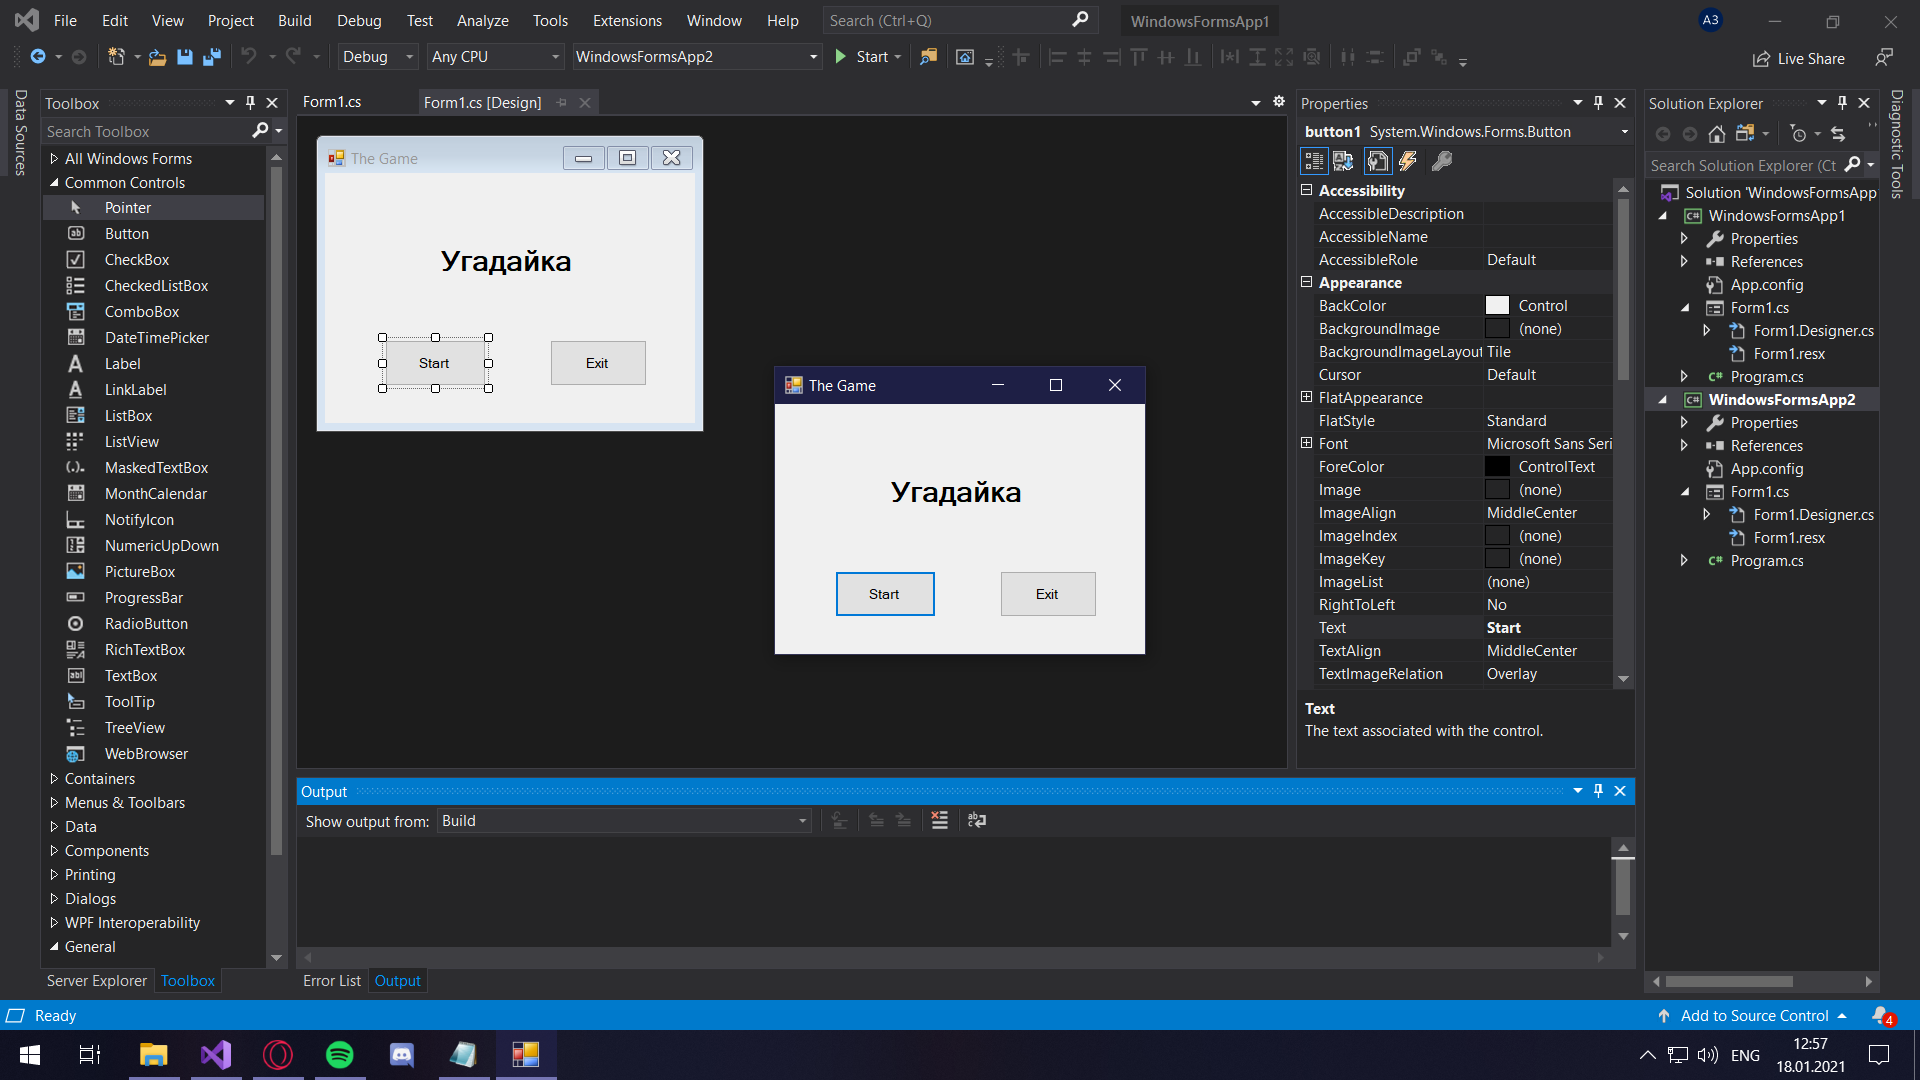 File Edit View Project Build Debug Test Analyze Tools Extensions Window Help Search (Ctrl+Q) WindowsFormsApp1 A3
Debug Any CPU WindowsFormsApp2 Start Live Share
Data Sources
Toolbox
Search Toolbox
All Windows Forms
Common Controls
Pointer
Button
CheckBox
CheckedListBox
ComboBox
DateTimePicker
Label
LinkLabel
ListBox
ListView
MaskedTextBox
MonthCalendar
NotifyIcon
NumericUpDown
PictureBox
ProgressBar
RadioButton
RichTextBox
TextBox
ToolTip
TreeView
WebBrowser
Containers
Menus & Toolbars
Data
Components
Printing
Dialogs
WPF Interoperability
General
Server Explorer Toolbox
Form1.cs Form1.cs [Design]
The Game
Угадайка
Start Exit
The Game
Угадайка
Start Exit
Output
Show output from: Build
Error List Output
Properties
button1 System.Windows.Forms.Button
Accessibility
AccessibleDescription
AccessibleName
AccessibleRole Default
Appearance
BackColor Control
BackgroundImage (none)
BackgroundImageLayout Tile
Cursor Default
FlatAppearance
FlatStyle Standard
Font Microsoft Sans Seri
ForeColor ControlText
Image (none)
ImageAlign MiddleCenter
ImageIndex (none)
ImageKey (none)
ImageList (none)
RightToLeft No
Text Start
TextAlign MiddleCenter
TextImageRelation Overlay
Text
The text associated with the control.
Solution Explorer
Search Solution Explorer (Ct
Solution 'WindowsFormsApp
WindowsFormsApp1
Properties
References
App.config
Form1.cs
Form1.Designer.cs
Form1.resx
Program.cs
WindowsFormsApp2
Properties
References
App.config
Form1.cs
Form1.Designer.cs
Form1.resx
Program.cs
Diagnostic Tools
Ready Add to Source Control 4
ENG 12:57
18.01.2021